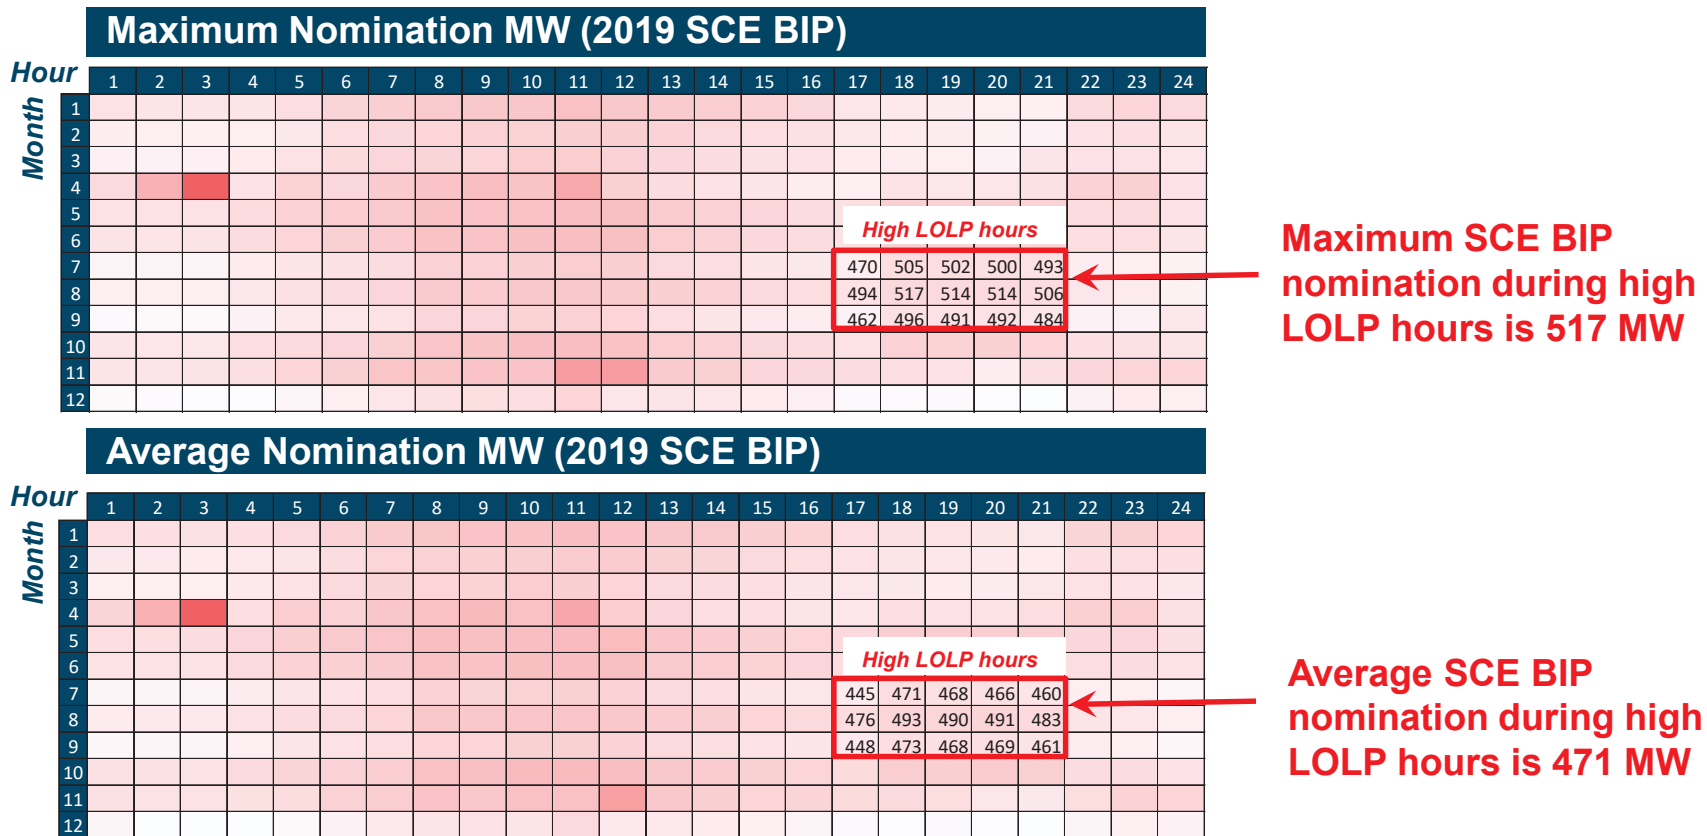 Maximum Nomination MW (2019 SCE BIP)
Hour
1 2 3 4 5 6 7 8 9 10 11 12 13 14 15 16 17 18 19 20 21 22 23 24
Month
1
2
3
4
5
6
High LOLP hours
7 470 505 502 500 493
8 494 517 514 514 506
9 462 496 491 492 484
10
11
12
Maximum SCE BIP
nomination during high
LOLP hours is 517 MW
Average Nomination MW (2019 SCE BIP)
Hour
1 2 3 4 5 6 7 8 9 10 11 12 13 14 15 16 17 18 19 20 21 22 23 24
Month
1
2
3
4
5
6
High LOLP hours
7 445 471 468 466 460
8 476 493 490 491 483
9 448 473 468 469 461
10
11
12
Average SCE BIP
nomination during high
LOLP hours is 471 MW